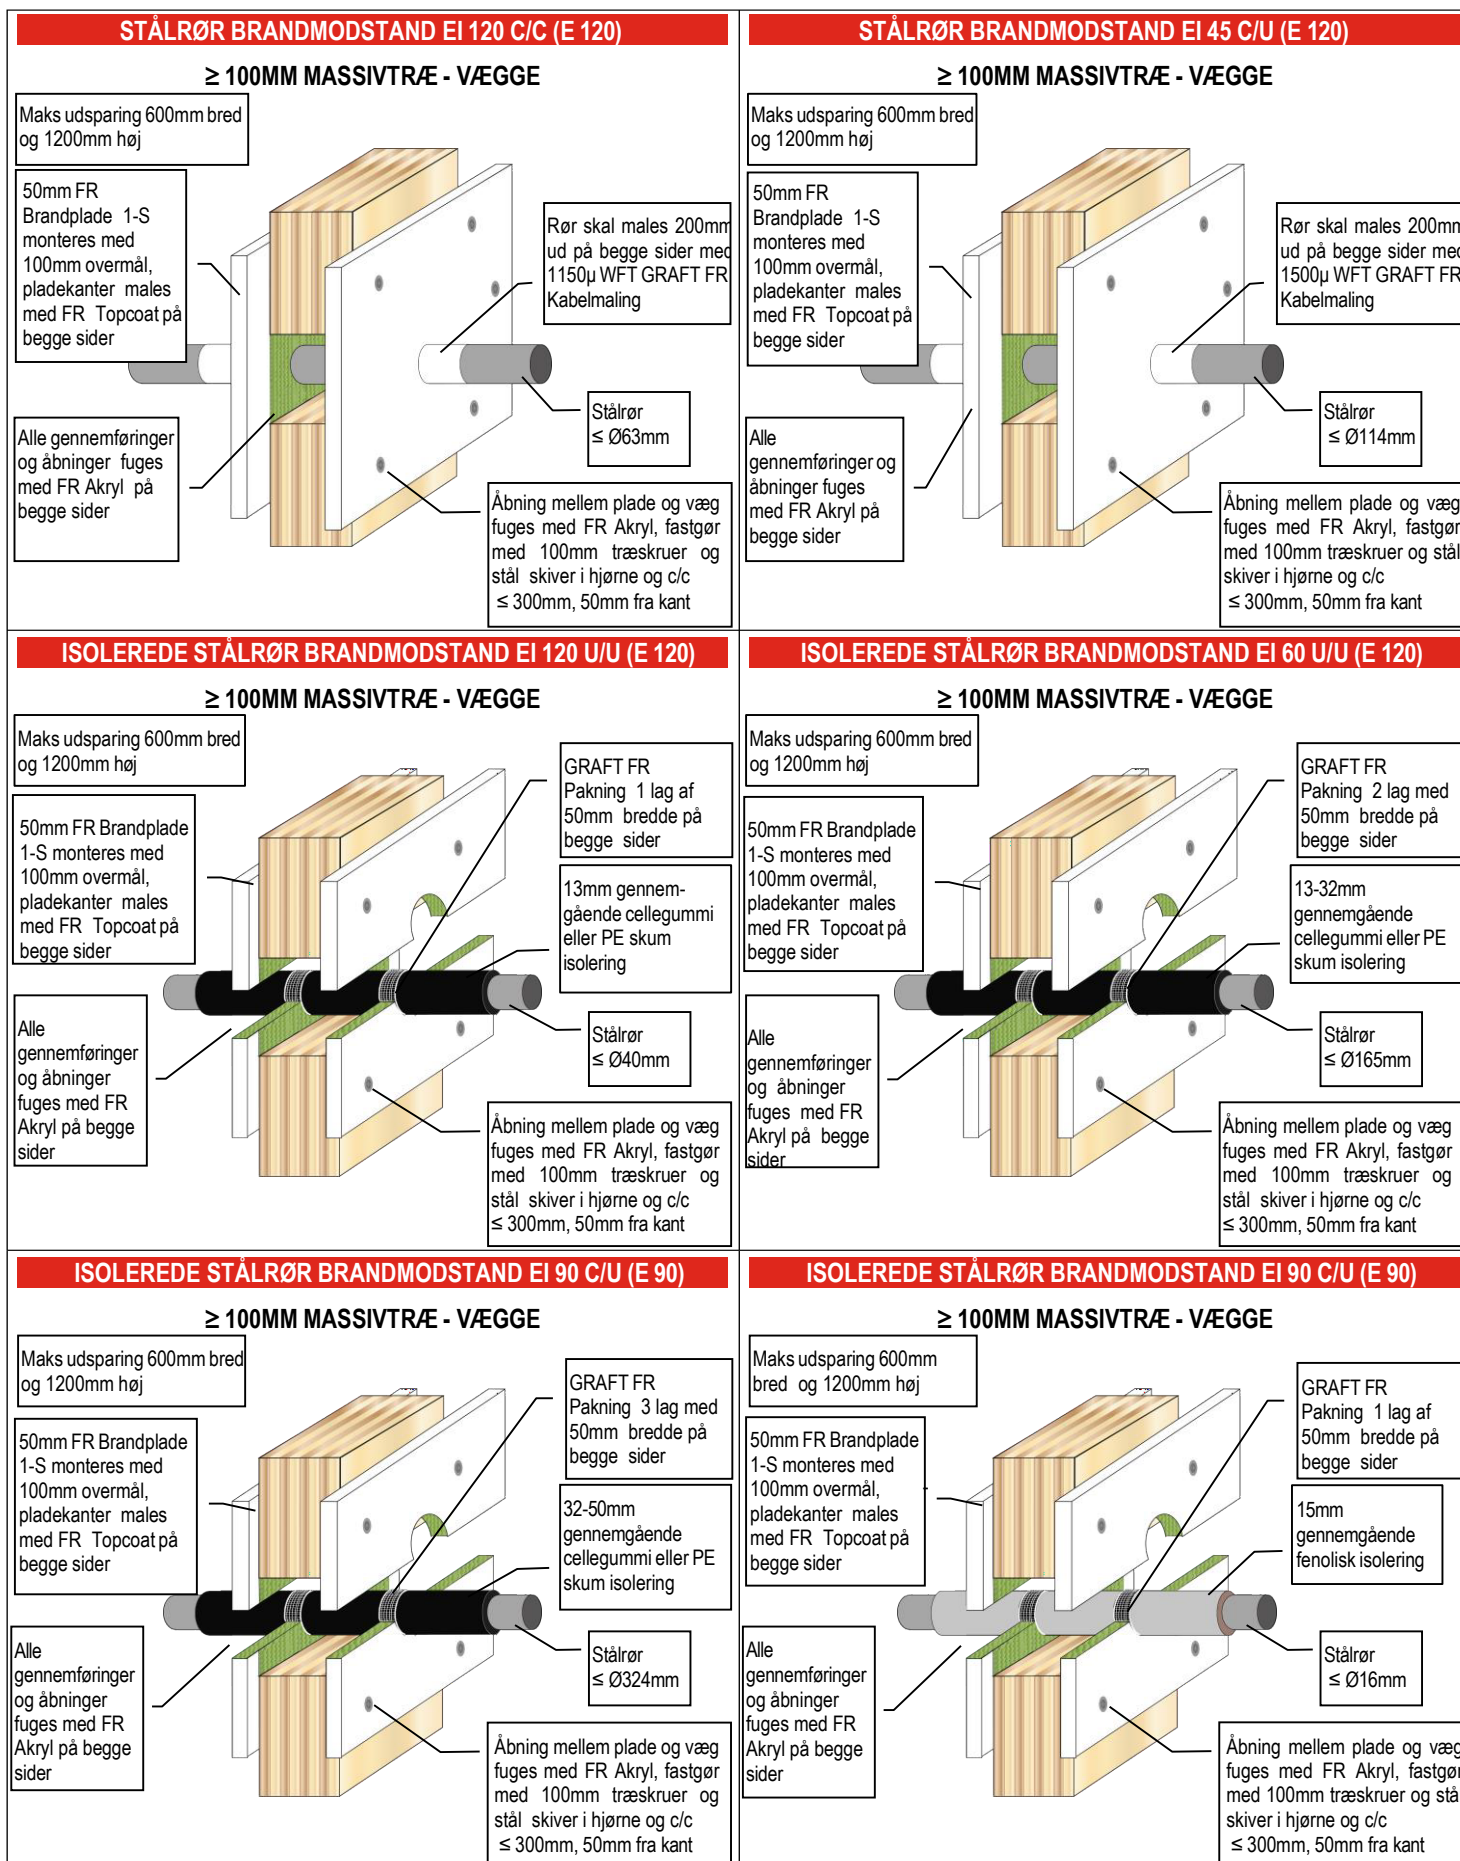 STÅLRØR BRANDMODSTAND EI 120 C/C (E 120)
≥ 100MM MASSIVTRÆ - VÆGGE
Maks udsparing 600mm bred
og 1200mm høj
50mm FR
Brandplade 1-S
monteres med
100mm overmål,
pladekanter males
med FR Topcoat på
begge sider
Rør skal males 200mm
ud på begge sider med
1150µ WFT GRAFT FR
Kabelmaling
Stålrør
≤ Ø63mm
Alle gennemføringer
og åbninger fuges
med FR Akryl på
begge sider
Åbning mellem plade og væg
fuges med FR Akryl, fastgør
med 100mm træskruer og
stål skiver i hjørne og c/c
≤ 300mm, 50mm fra kant
STÅLRØR BRANDMODSTAND EI 45 C/U (E 120)
≥ 100MM MASSIVTRÆ - VÆGGE
Maks udsparing 600mm bred
og 1200mm høj
50mm FR
Brandplade 1-S
monteres med
100mm overmål,
pladekanter males
med FR Topcoat på
begge sider
Rør skal males 200mm
ud på begge sider med
1500µ WFT GRAFT FR
Kabelmaling
Stålrør
≤ Ø114mm
Alle
gennemføringer og
åbninger fuges
med FR Akryl på
begge sider
Åbning mellem plade og væg
fuges med FR Akryl, fastgør
med 100mm træskruer og stål
skiver i hjørne og c/c
≤ 300mm, 50mm fra kant
ISOLEREDE STÅLRØR BRANDMODSTAND EI 120 U/U (E 120)
≥ 100MM MASSIVTRÆ - VÆGGE
Maks udsparing 600mm bred
og 1200mm høj
50mm FR Brandplade
1-S monteres med
100mm overmål,
pladekanter males
med FR Topcoat på
begge sider
GRAFT FR
Pakning 1 lag af
50mm bredde på
begge sider
13mm gennem-
gående cellegummi
eller PE skum
isolering
Stålrør
≤ Ø40mm
Alle
gennemføringer
og åbninger
fuges med FR
Akryl på begge
sider
Åbning mellem plade og væg
fuges med FR Akryl, fastgør
med 100mm træskruer og
stål skiver i hjørne og c/c
≤ 300mm, 50mm fra kant
ISOLEREDE STÅLRØR BRANDMODSTAND EI 60 U/U (E 120)
≥ 100MM MASSIVTRÆ - VÆGGE
Maks udsparing 600mm bred
og 1200mm høj
50mm FR Brandplade
1-S monteres med
100mm overmål,
pladekanter males
med FR Topcoat på
begge sider
GRAFT FR
Pakning 2 lag med
50mm bredde på
begge sider
13-32mm
gennemgående
cellegummi eller PE
skum isolering
Stålrør
≤ Ø165mm
Alle
gennemføringer
og åbninger
fuges med FR
Akryl på begge
sider
Åbning mellem plade og væg
fuges med FR Akryl, fastgør
med 100mm træskruer og
stål skiver i hjørne og c/c
≤ 300mm, 50mm fra kant
ISOLEREDE STÅLRØR BRANDMODSTAND EI 90 C/U (E 90)
≥ 100MM MASSIVTRÆ - VÆGGE
Maks udsparing 600mm bred
og 1200mm høj
50mm FR Brandplade
1-S monteres med
100mm overmål,
pladekanter males
med FR Topcoat på
begge sider
GRAFT FR
Pakning 3 lag med
50mm bredde på
begge sider
32-50mm
gennemgående
cellegummi eller PE
skum isolering
Stålrør
≤ Ø324mm
Alle
gennemføringer
og åbninger
fuges med FR
Akryl på begge
sider
Åbning mellem plade og væg
fuges med FR Akryl, fastgør
med 100mm træskruer og
stål skiver i hjørne og c/c
≤ 300mm, 50mm fra kant
ISOLEREDE STÅLRØR BRANDMODSTAND EI 90 C/U (E 90)
≥ 100MM MASSIVTRÆ - VÆGGE
Maks udsparing 600mm
bred og 1200mm høj
50mm FR Brandplade
1-S monteres med
100mm overmål,
pladekanter males
med FR Topcoat på
begge sider
GRAFT FR
Pakning 1 lag af
50mm bredde på
begge sider
15mm
gennemgående
fenolisk isolering
Stålrør
≤ Ø16mm
Alle
gennemføringer
og åbninger
fuges med FR
Akryl på begge
sider
Åbning mellem plade og væg
fuges med FR Akryl, fastgør
med 100mm træskruer og stål
skiver i hjørne og c/c
≤ 300mm, 50mm fra kant